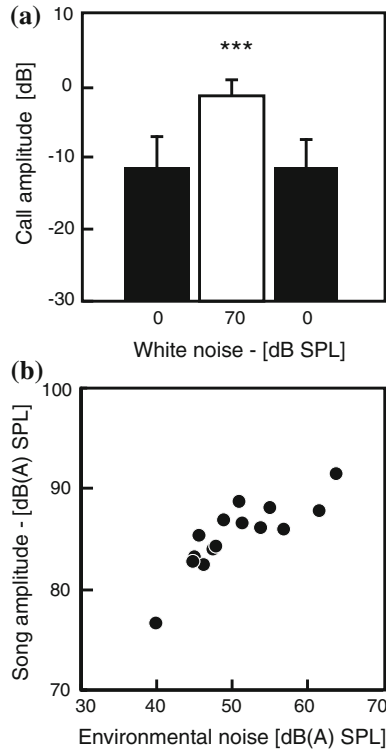 (a)
10
0
-10
-20
-30
Call amplitude [dB]
***
0 70 0
White noise - [dB SPL]
(b)
100
90
80
70
Song amplitude - [dB(A) SPL]
30 40 50 60 70
Environmental noise [dB(A) SPL]